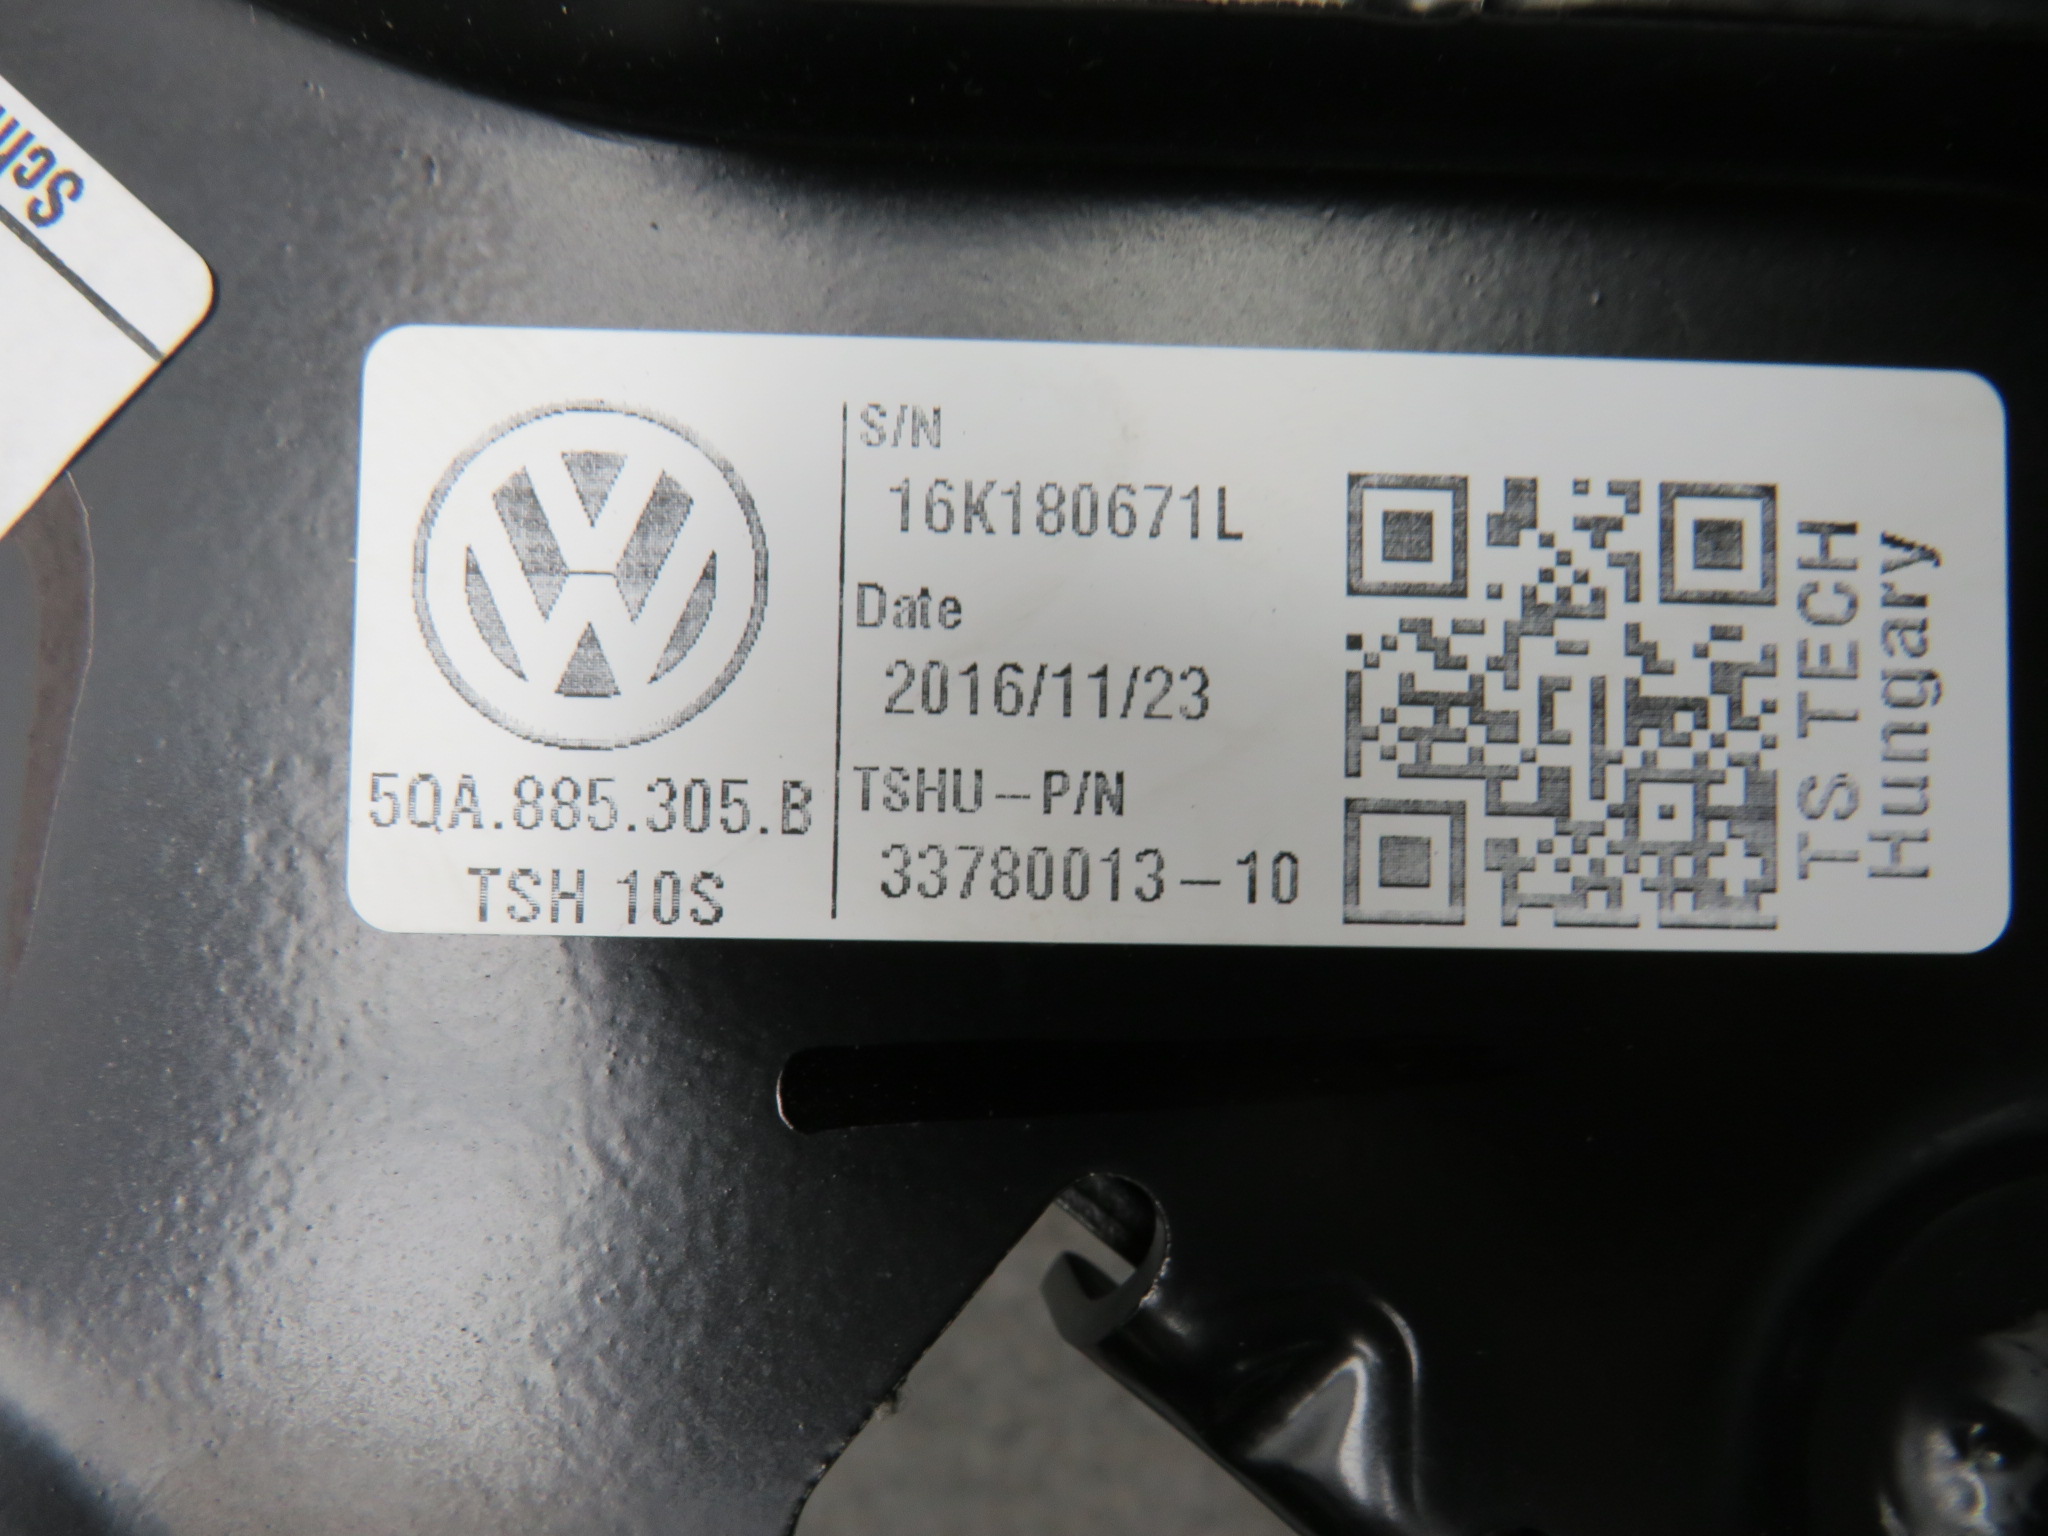 S/N
16K180671L
Date
2016/11/23
TSHU-P/N
33780013-10
5QA.885.305.B
TSH 10S
TS TECH
Hungary